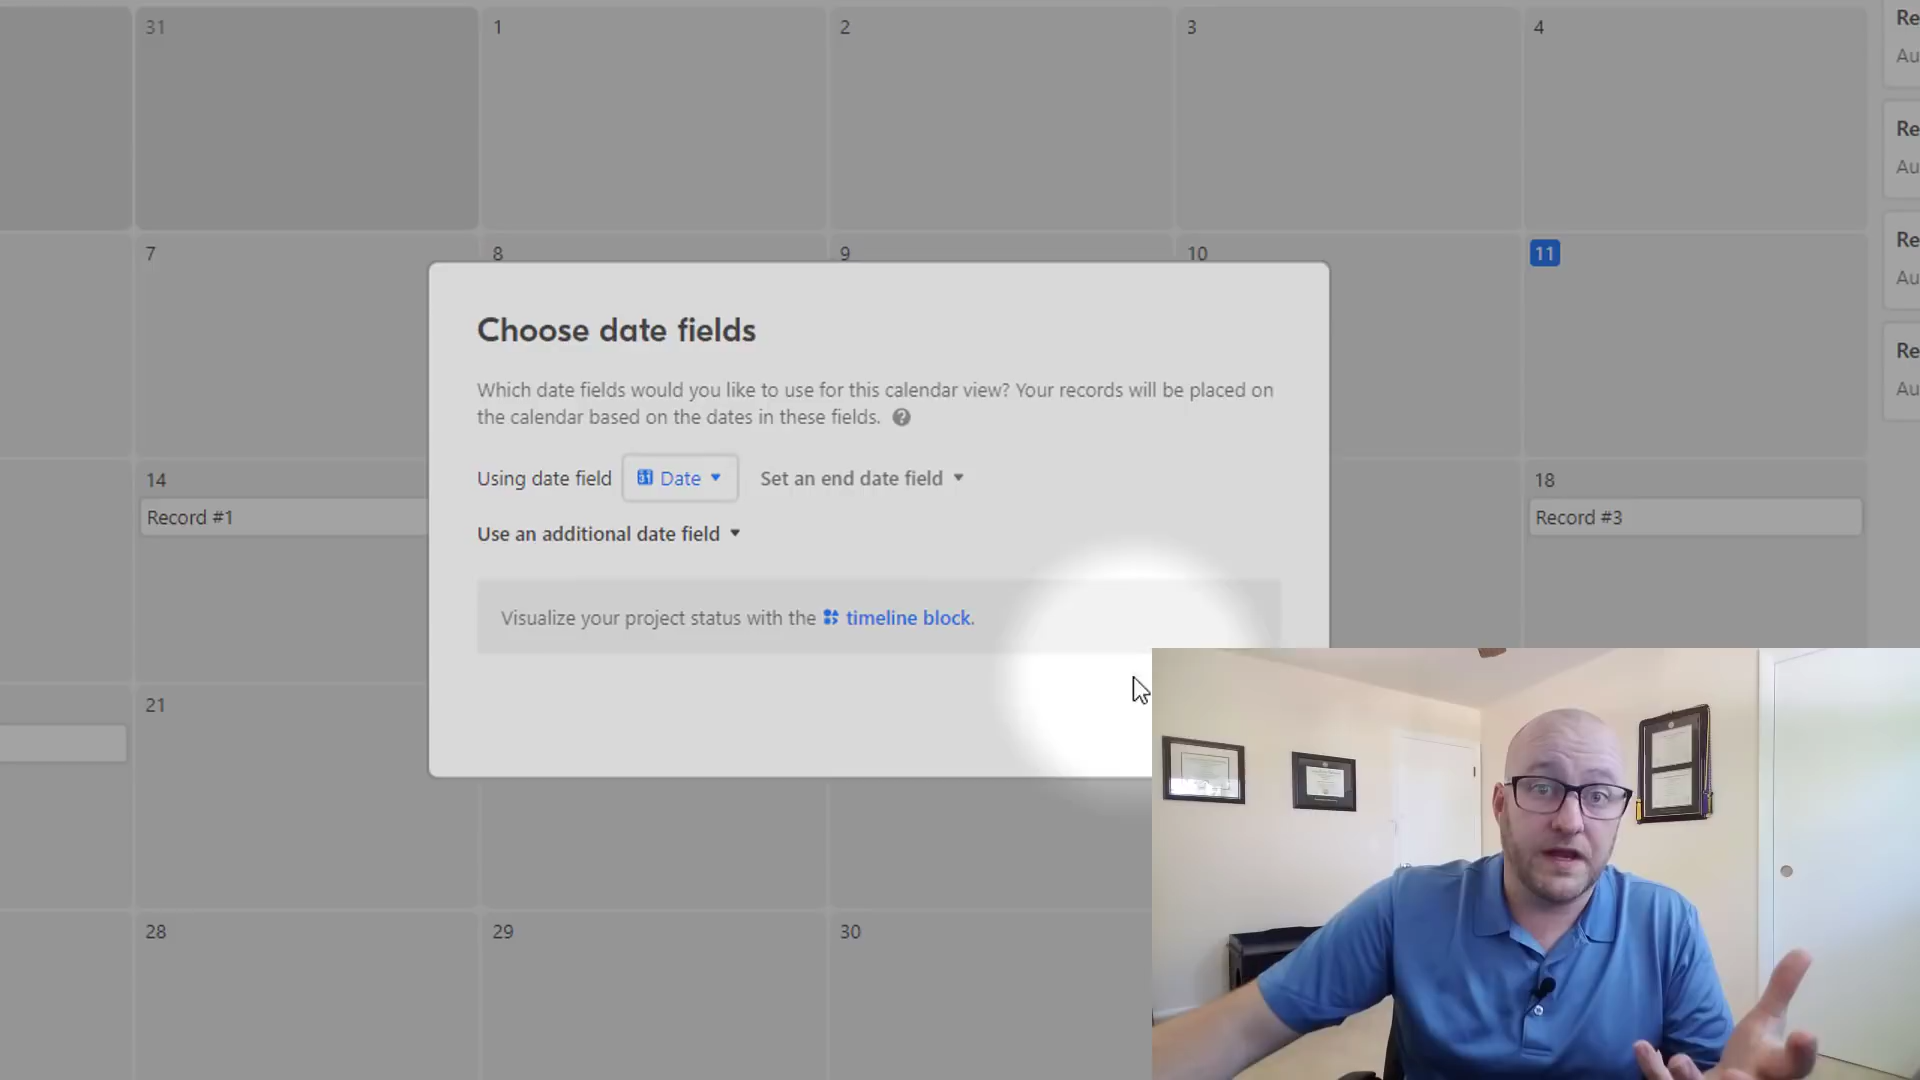 31 1 2 3 4
Re
Au
Re
Au
7 8 9 10 11
Re
Au
Re
Au
Choose date fields
Which date fields would you like to use for this calendar view? Your records will be placed on
the calendar based on the dates in these fields.
Using date field Date Set an end date field
Use an additional date field
Visualize your project status with the timeline block.
14 18
Record #1 Record #3
21
28 29 30